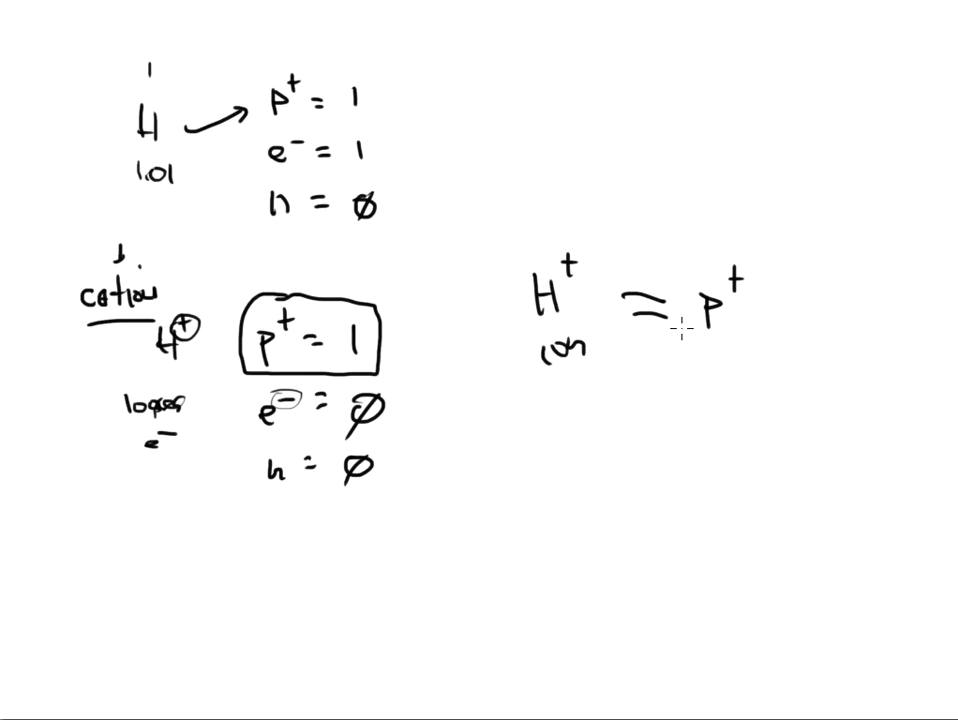 1
H
1.01
p+ = 1
e− = 1
n = ∅
cation
H+
p+ = 1
e− = ∅
e−
n = ∅
H+ = p+
ion